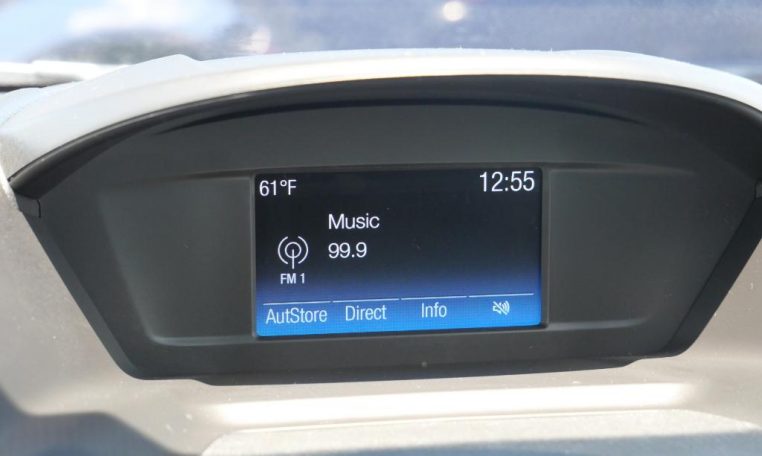 61°F 12:55
Music
99.9
FM 1
AutStore Direct Info